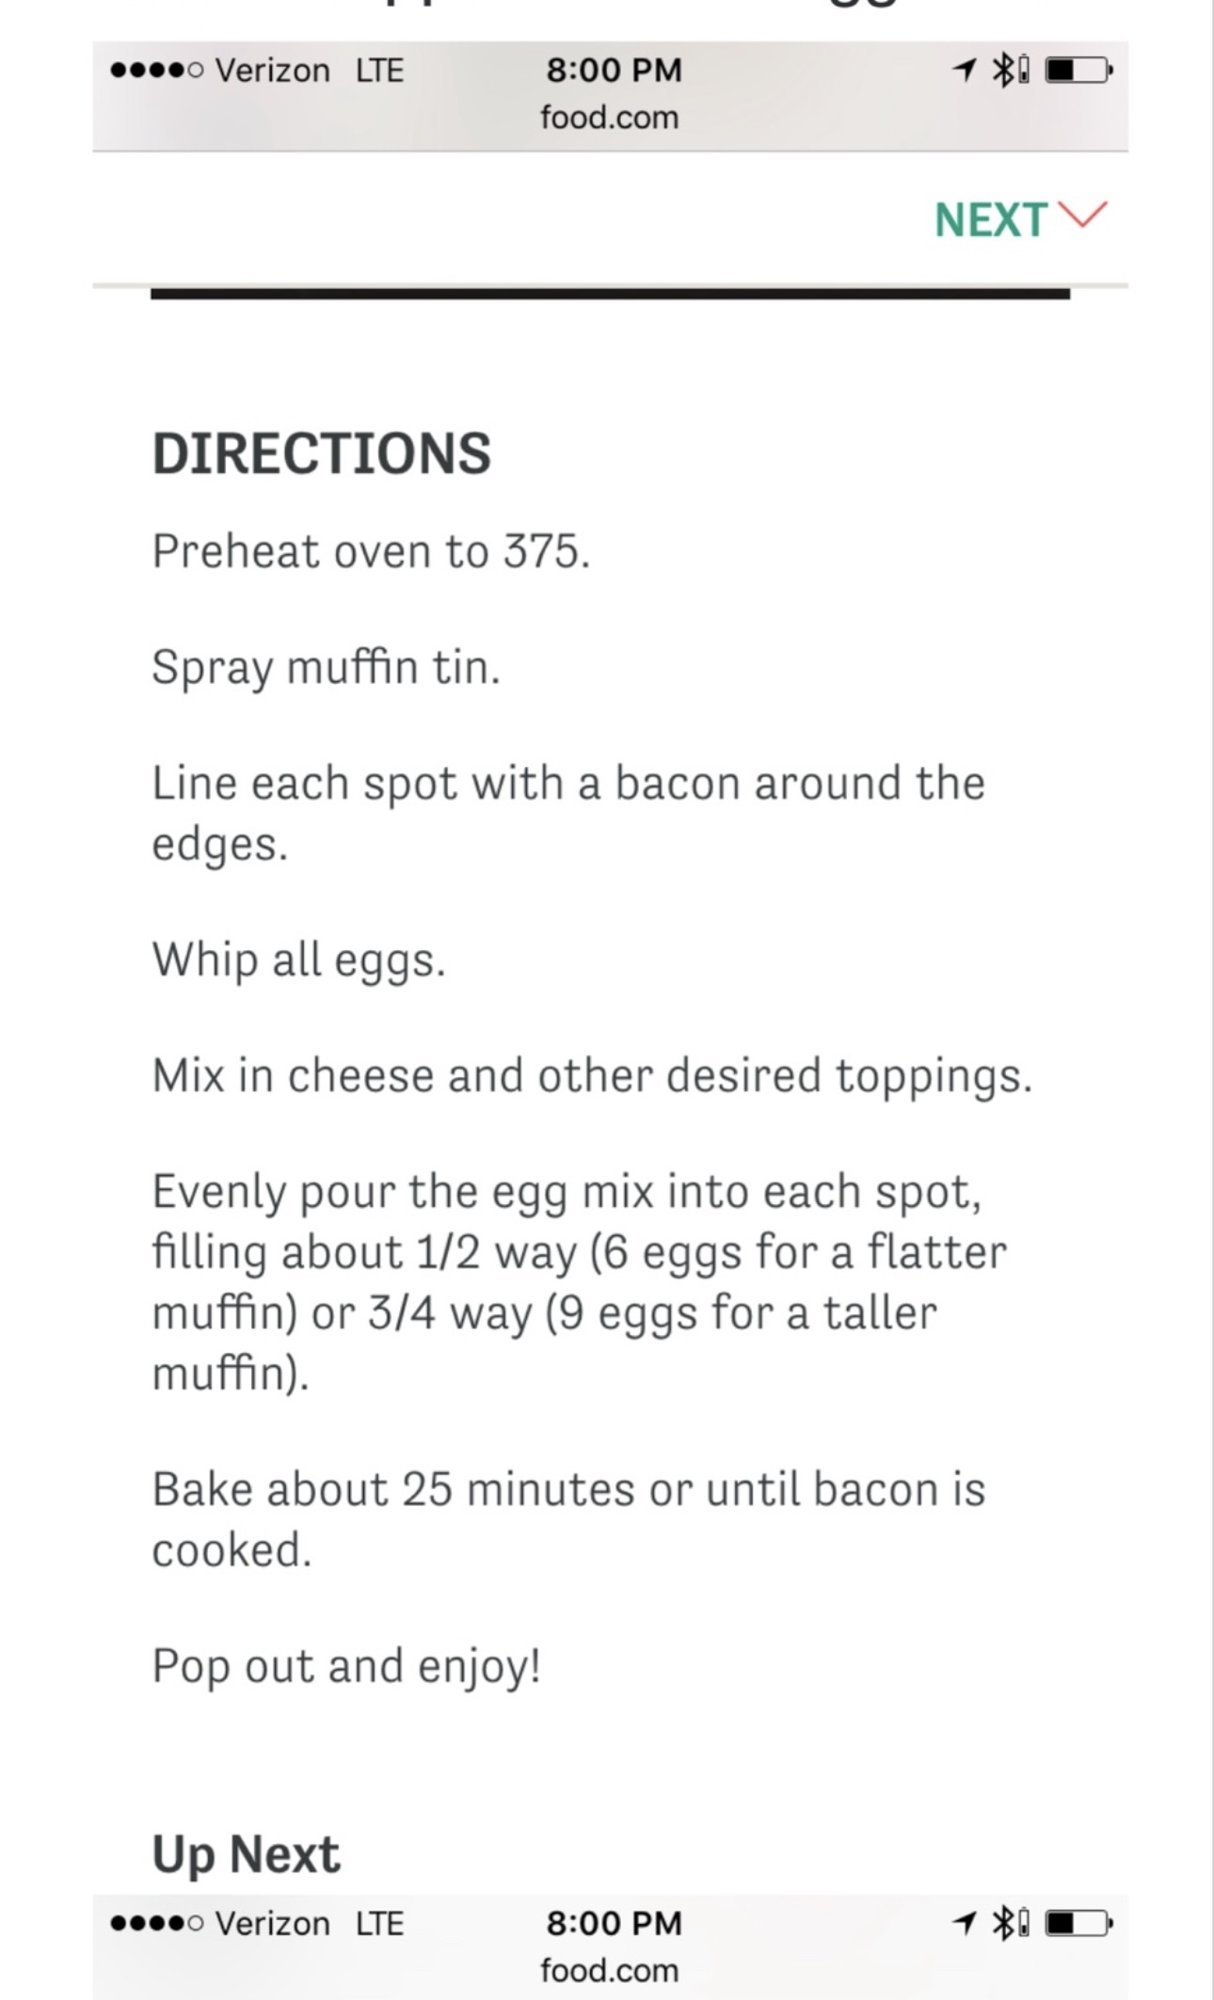 Verizon LTE 8:00 PM
food.com
NEXT
DIRECTIONS
Preheat oven to 375.
Spray muffin tin.
Line each spot with a bacon around the
edges.
Whip all eggs.
Mix in cheese and other desired toppings.
Evenly pour the egg mix into each spot,
filling about 1/2 way (6 eggs for a flatter
muffin) or 3/4 way (9 eggs for a taller
muffin).
Bake about 25 minutes or until bacon is
cooked.
Pop out and enjoy!
Up Next
Verizon LTE 8:00 PM
food.com